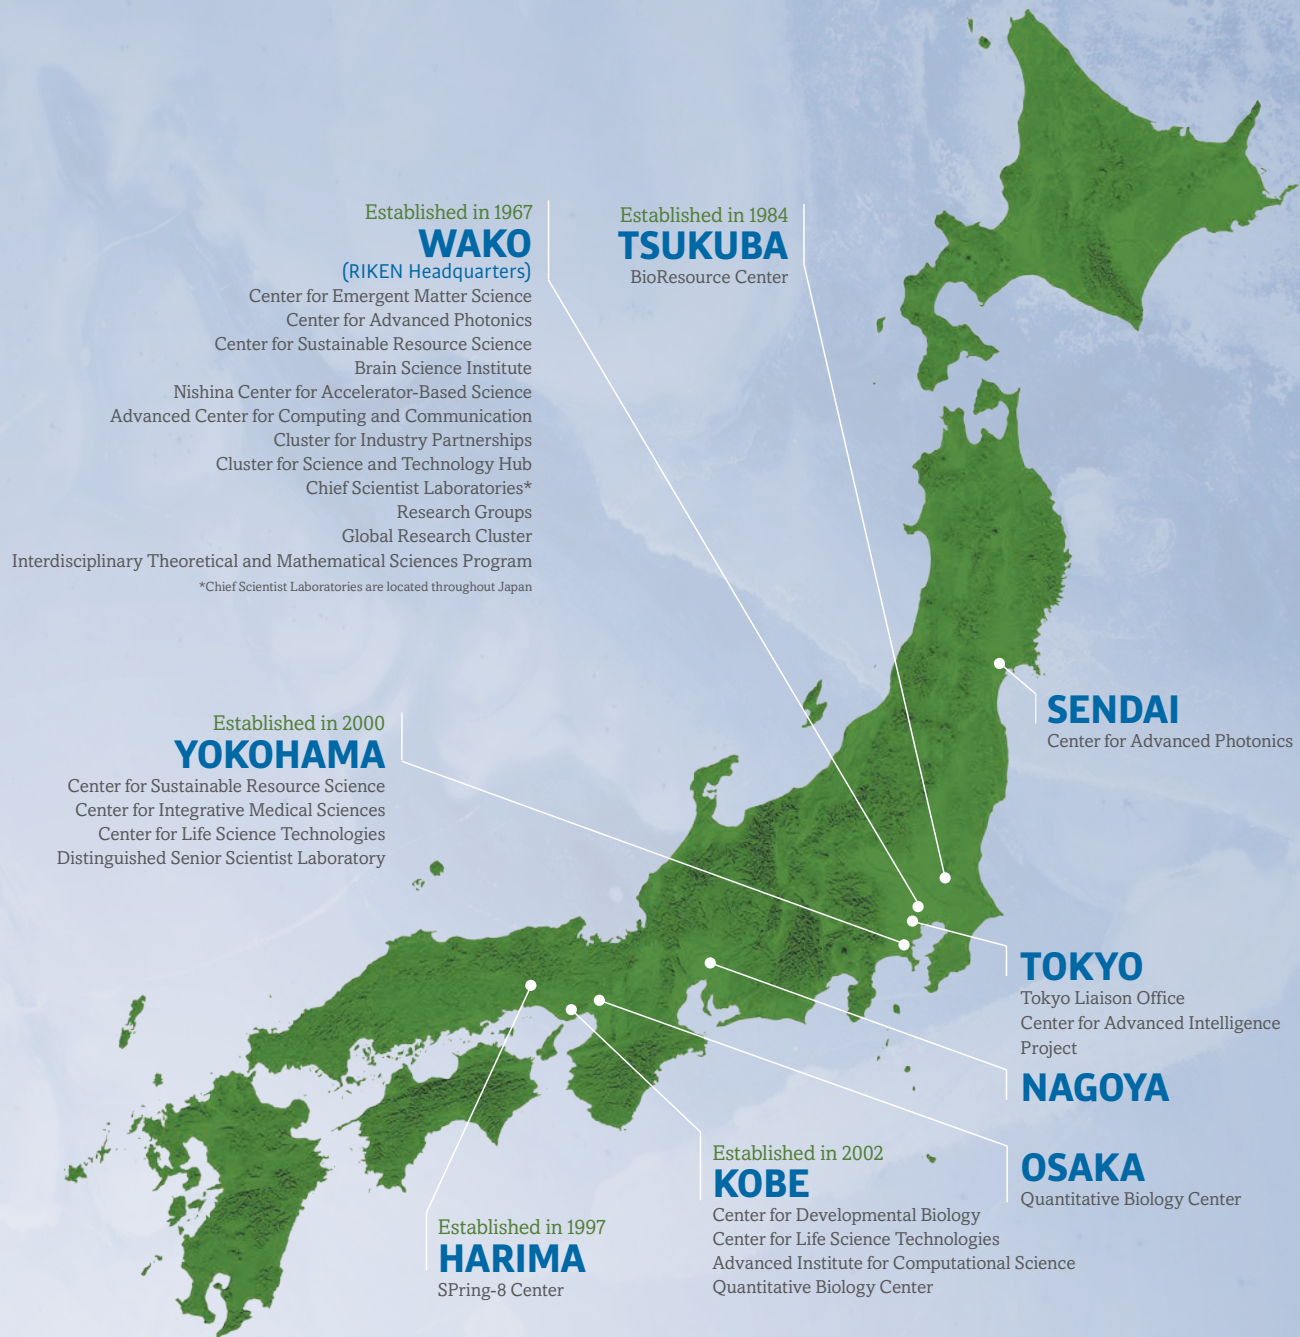 Established in 1967
WAKO
(RIKEN Headquarters)
Center for Emergent Matter Science
Center for Advanced Photonics
Center for Sustainable Resource Science
Brain Science Institute
Nishina Center for Accelerator-Based Science
Advanced Center for Computing and Communication
Cluster for Industry Partnerships
Cluster for Science and Technology Hub
Chief Scientist Laboratories*
Research Groups
Global Research Cluster
Interdisciplinary Theoretical and Mathematical Sciences Program
*Chief Scientist Laboratories are located throughout Japan
Established in 1984
TSUKUBA
BioResource Center
SENDAI
Center for Advanced Photonics
Established in 2000
YOKOHAMA
Center for Sustainable Resource Science
Center for Integrative Medical Sciences
Center for Life Science Technologies
Distinguished Senior Scientist Laboratory
TOKYO
Tokyo Liaison Office
Center for Advanced Intelligence
Project
NAGOYA
OSAKA
Quantitative Biology Center
Established in 2002
KOBE
Center for Developmental Biology
Center for Life Science Technologies
Advanced Institute for Computational Science
Quantitative Biology Center
Established in 1997
HARIMA
SPring-8 Center